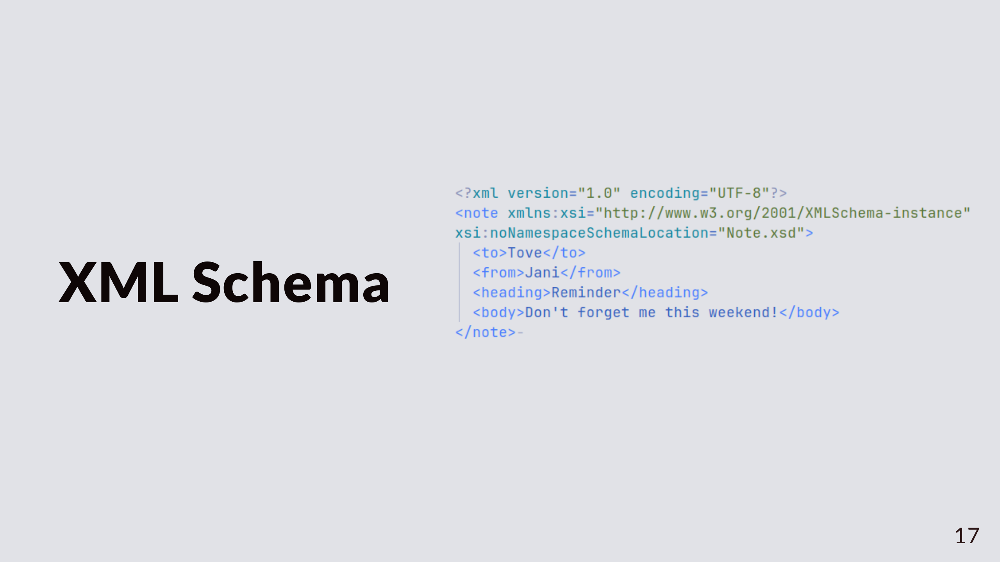 XML Schema
<?xml version="1.0" encoding="UTF-8"?>
<note xmlns:xsi="http://www.w3.org/2001/XMLSchema-instance"
xsi:noNamespaceSchemaLocation="Note.xsd">
<to>Tove</to>
<from>Jani</from>
<heading>Reminder</heading>
<body>Don't forget me this weekend!</body>
</note>-
17